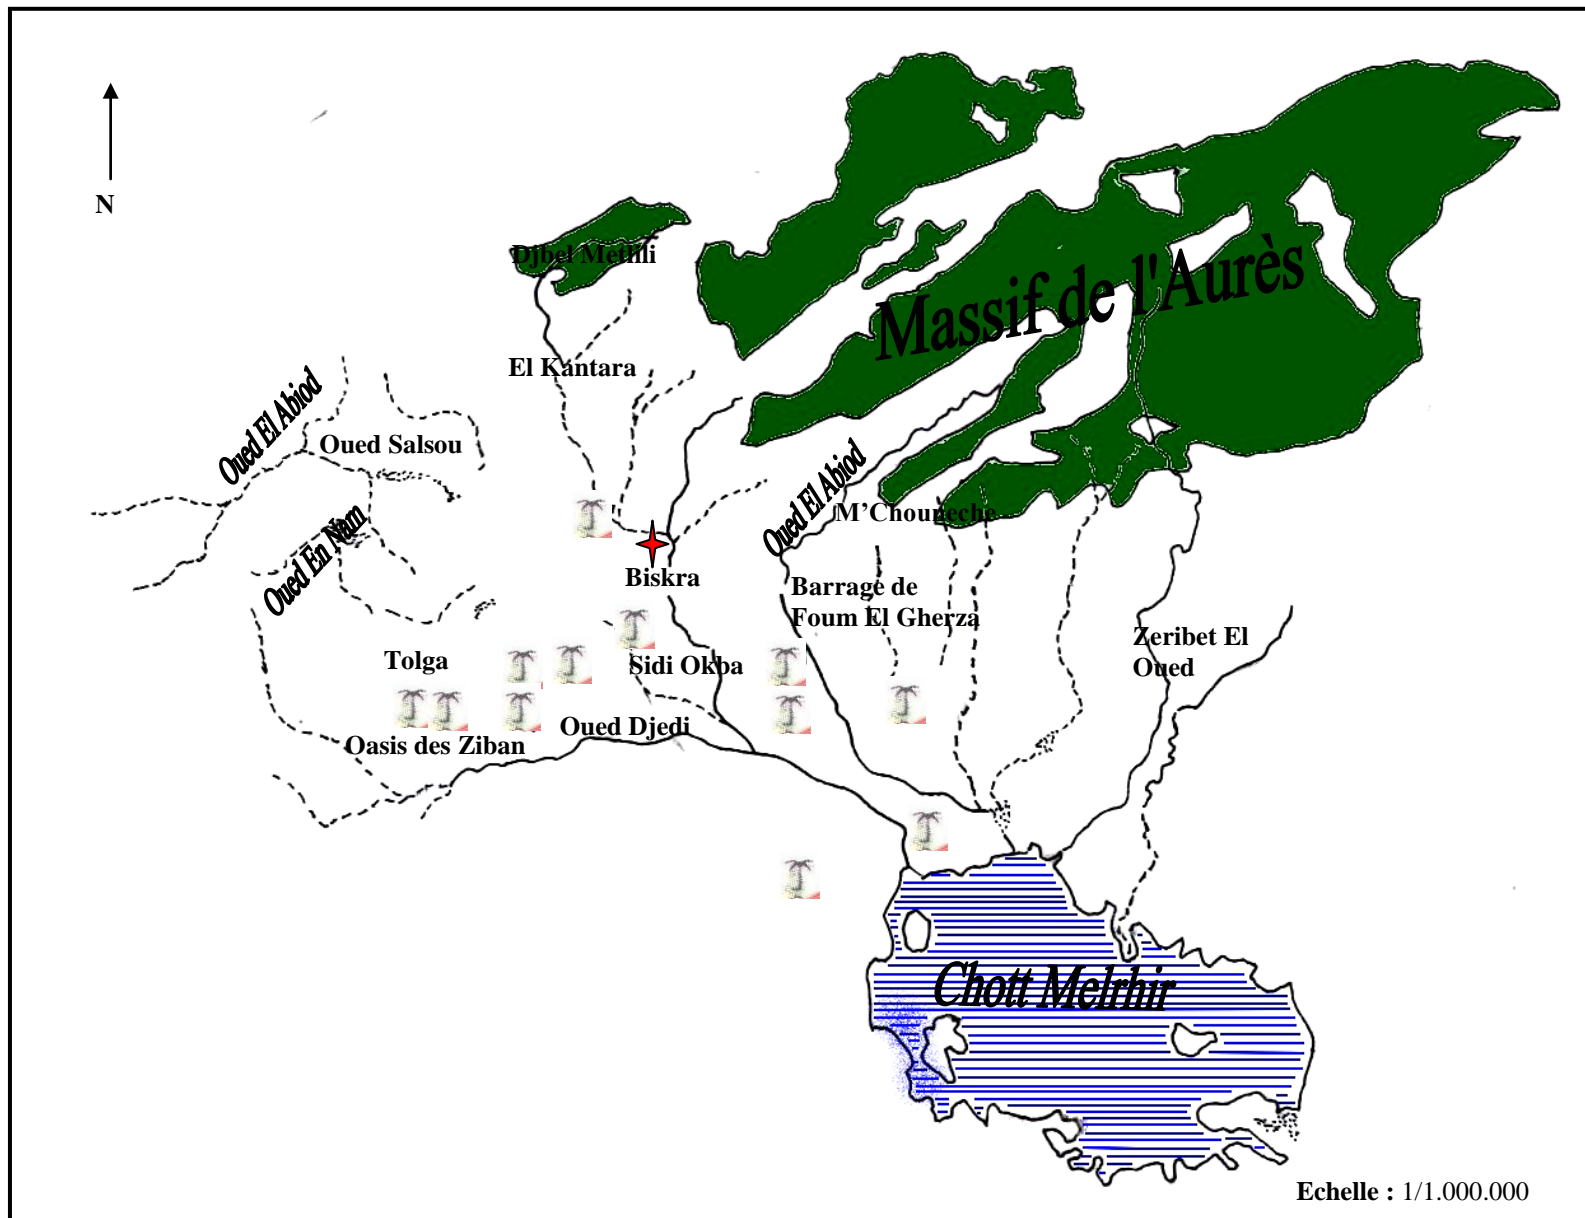 N
Djbel Metlili
Massif de l'Aurès
El Kantara
Oued El Abiod
Oued Salsou
Oued El Abiod
M'Chouneche
Oued En Nam
Biskra
Barrage de
Foum El Gherza
Zeribet El
Oued
Tolga
Sidi Okba
Oued Djedi
Oasis des Ziban
Chott Melrhir
Echelle : 1/1.000.000